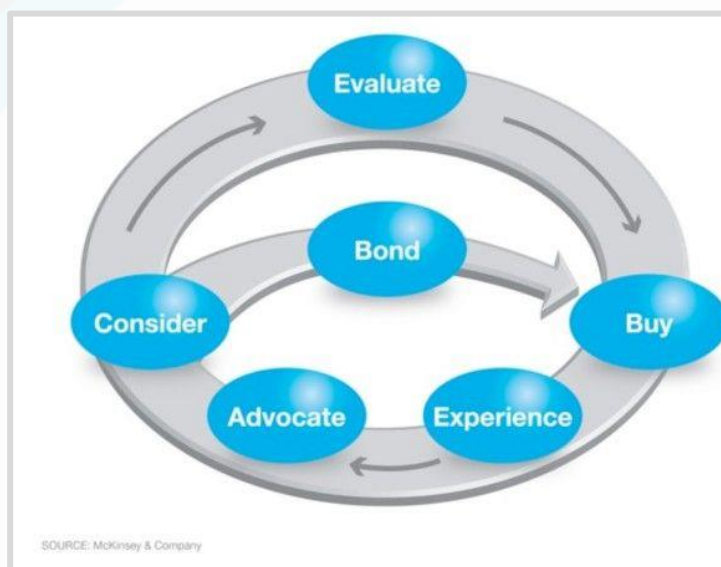 Evaluate
Bond
Consider
Buy
Advocate
Experience
SOURCE: McKinsey & Company